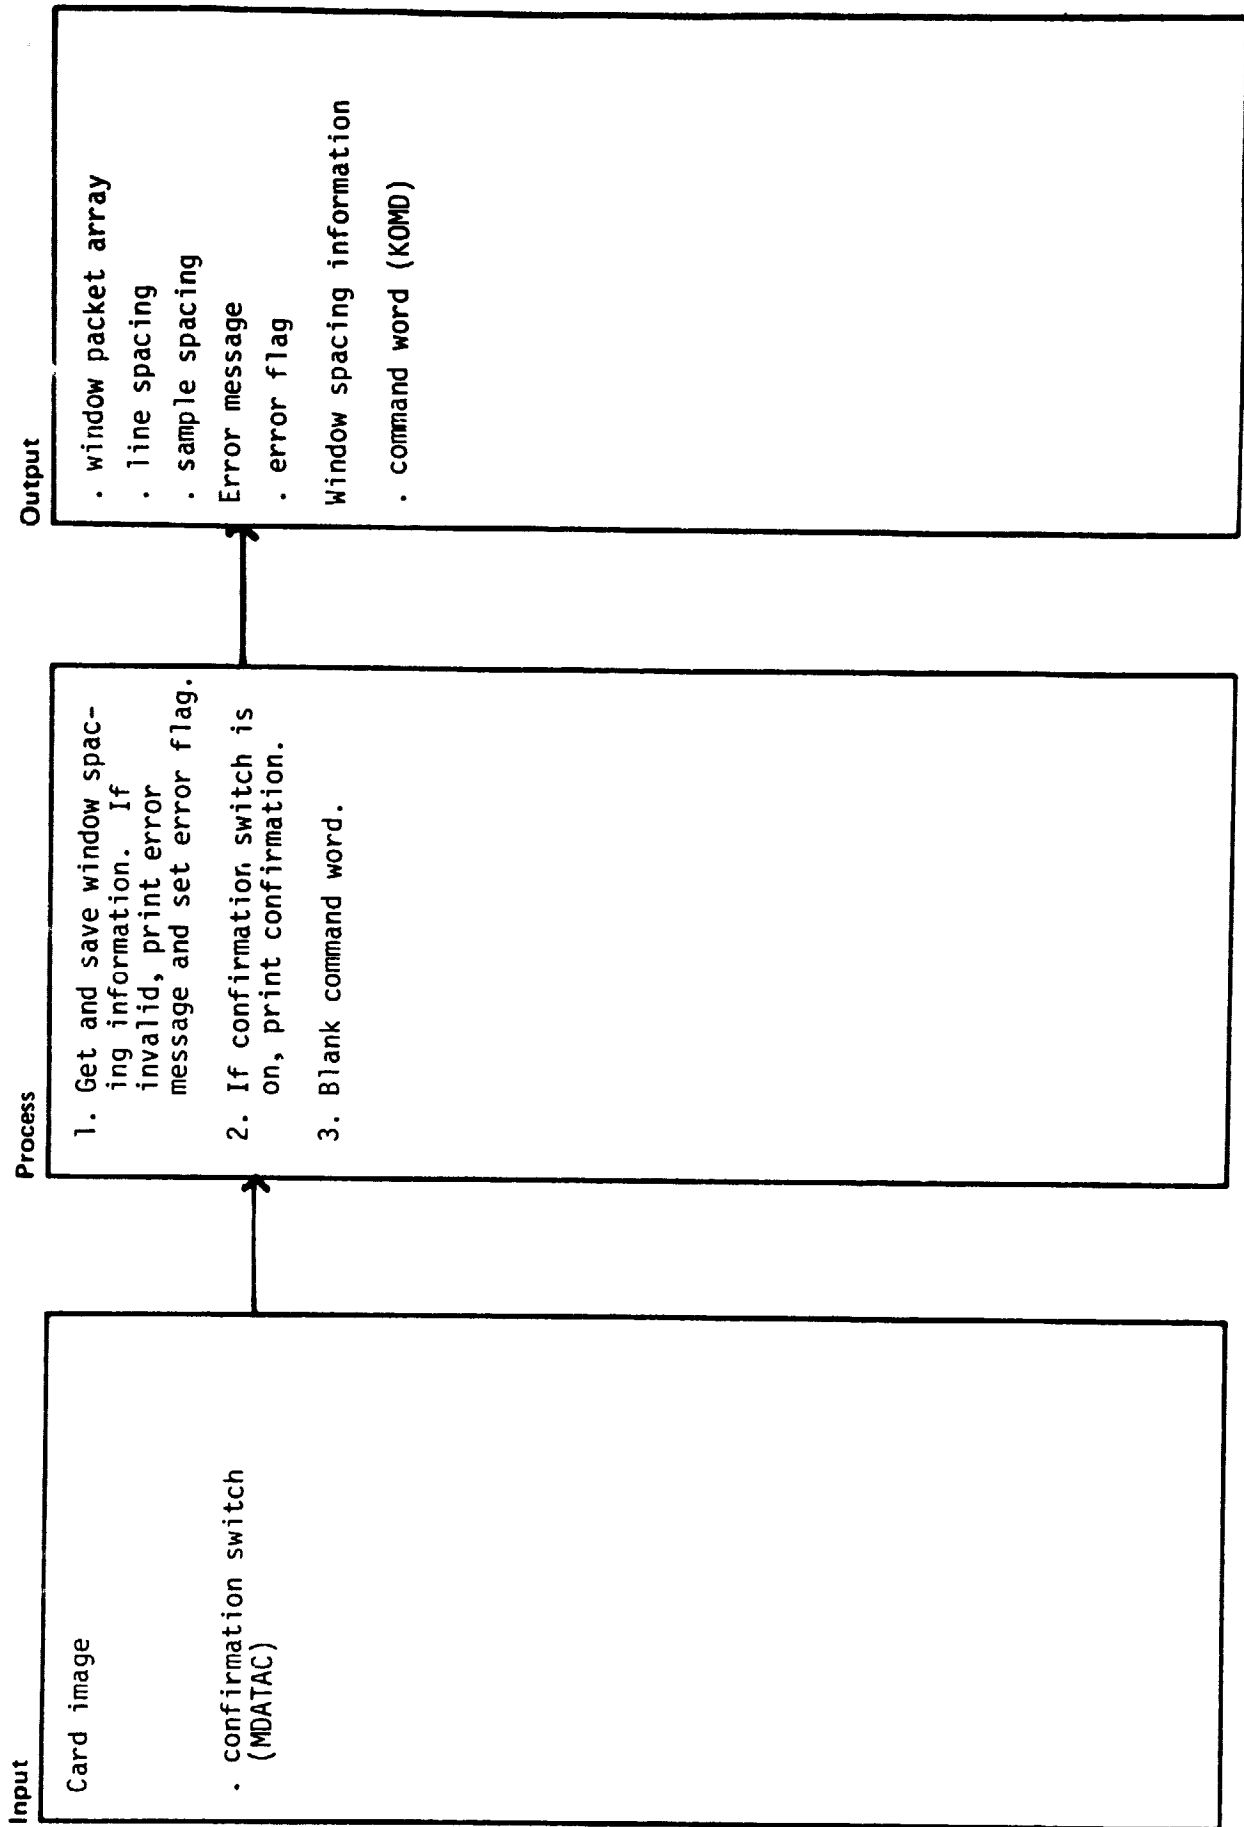 Input
Card image
. confirmation switch
(MDATAC)
Process
1. Get and save window spac-
ing information. If
invalid, print error
message and set error flag.
2. If confirmation switch is
on, print confirmation.
3. Blank command word.
Output
. window packet array
. line spacing
. sample spacing
Error message
. error flag
Window spacing information
. command word (KOMD)